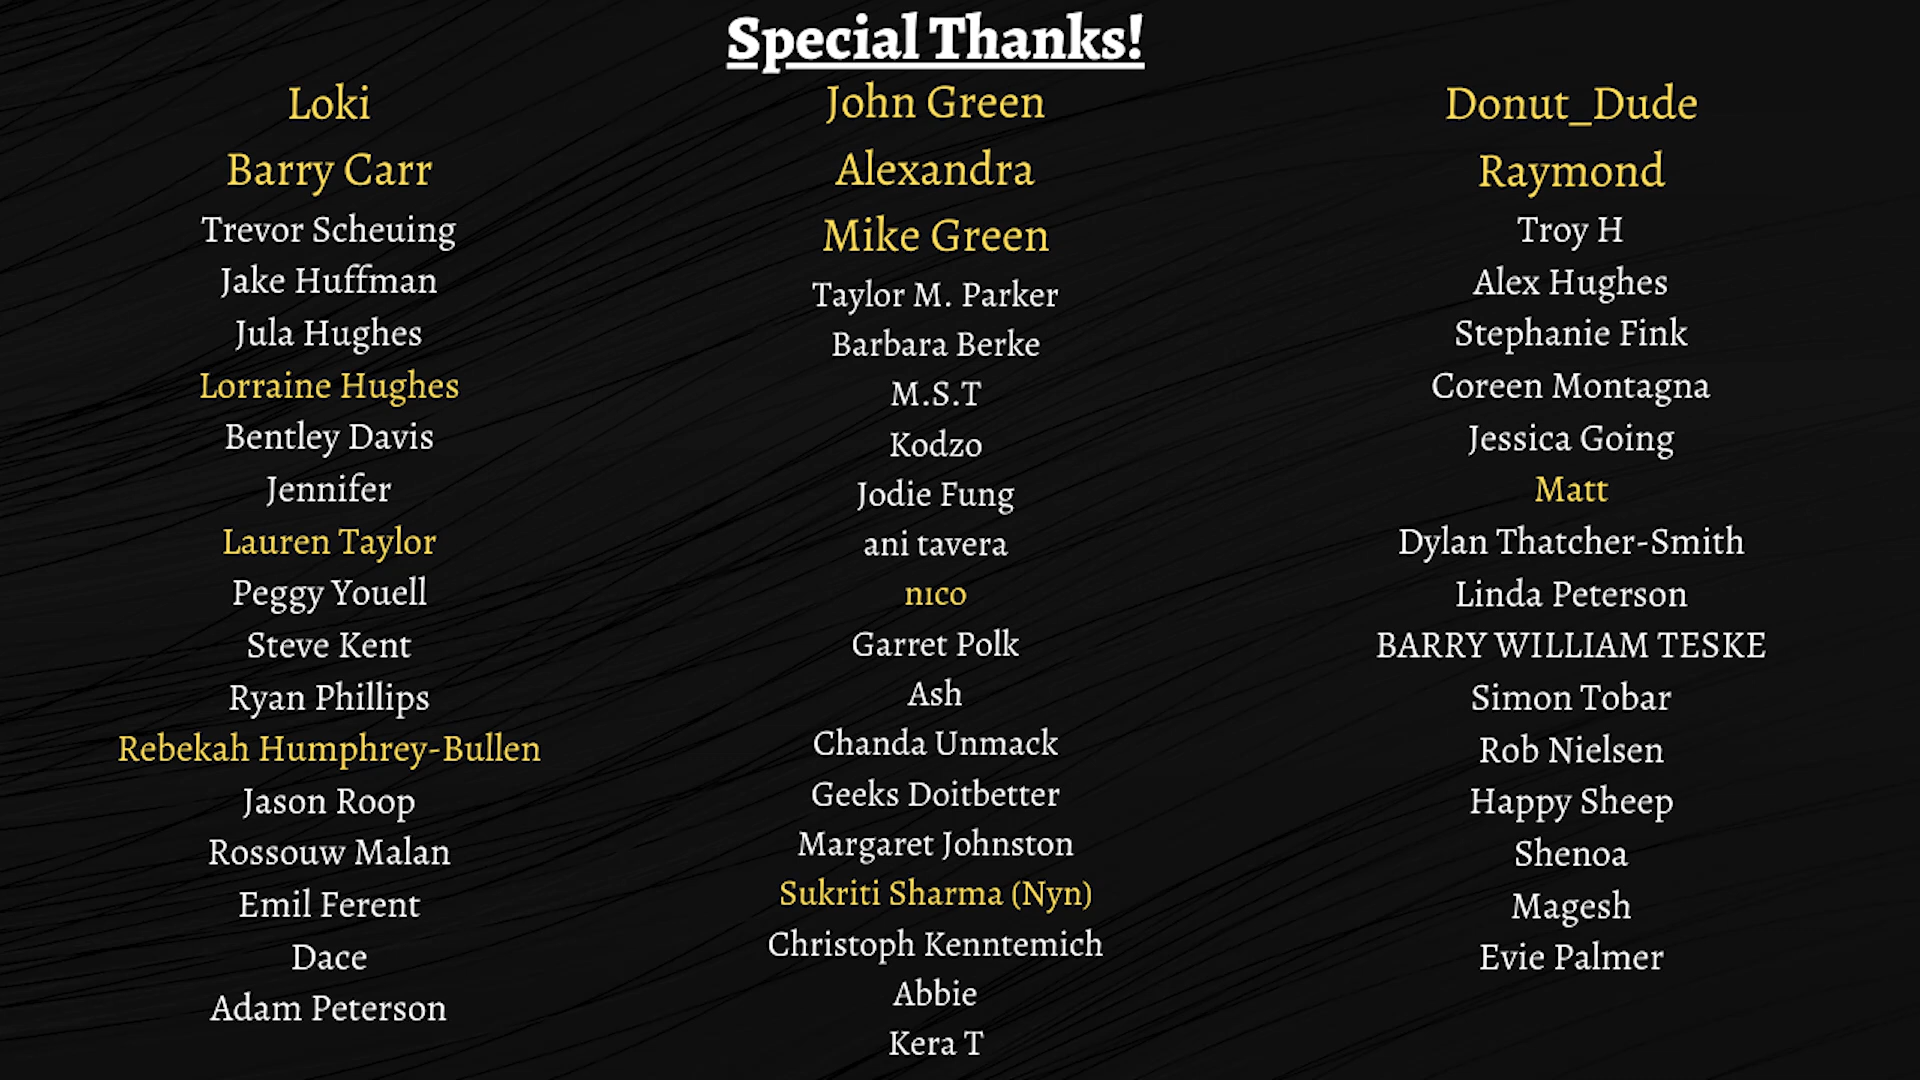 Special Thanks!
Loki
Barry Carr
Trevor Scheuing
Jake Huffman
Jula Hughes
Lorraine Hughes
Bentley Davis
Jennifer
Lauren Taylor
Peggy Youell
Steve Kent
Ryan Phillips
Rebekah Humphrey-Bullen
Jason Roop
Rossouw Malan
Emil Ferent
Dace
Adam Peterson
John Green
Alexandra
Mike Green
Taylor M. Parker
Barbara Berke
M.S.T
Kodzo
Jodie Fung
ani tavera
nıco
Garret Polk
Ash
Chanda Unmack
Geeks Doitbetter
Margaret Johnston
Sukriti Sharma (Nyn)
Christoph Kenntemich
Abbie
Kera T
Donut_Dude
Raymond
Troy H
Alex Hughes
Stephanie Fink
Coreen Montagna
Jessica Going
Matt
Dylan Thatcher-Smith
Linda Peterson
BARRY WILLIAM TESKE
Simon Tobar
Rob Nielsen
Happy Sheep
Shenoa
Magesh
Evie Palmer